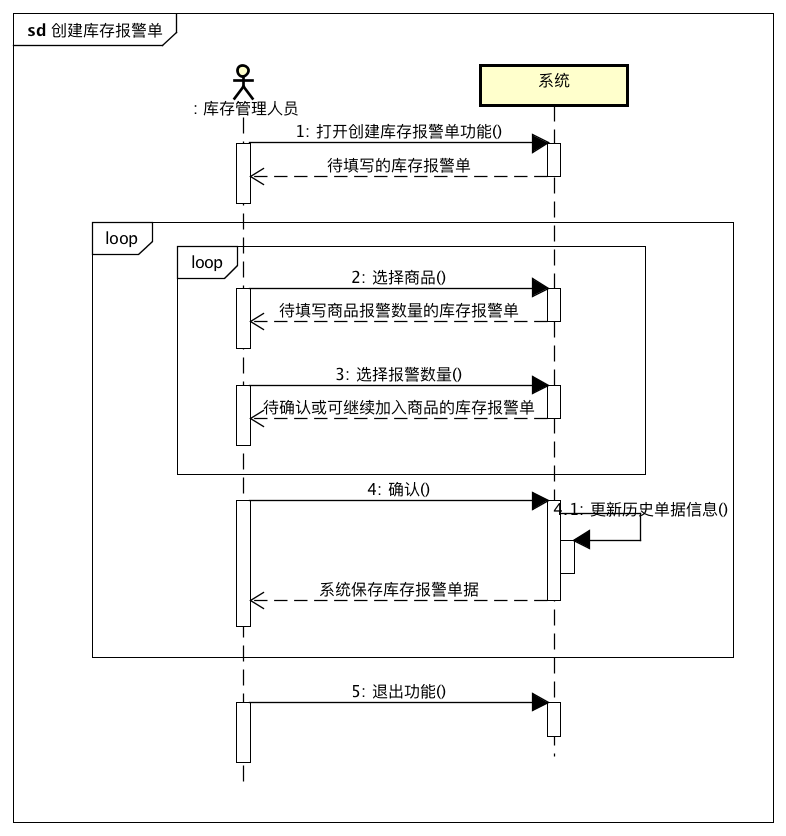 sd 创建库存报警单
: 库存管理人员
系统
1: 打开创建库存报警单功能()
待填写的库存报警单
loop
loop
2: 选择商品()
待填写商品报警数量的库存报警单
3: 选择报警数量()
待确认或可继续加入商品的库存报警单
4: 确认()
4.1: 更新历史单据信息()
系统保存库存报警单据
5: 退出功能()